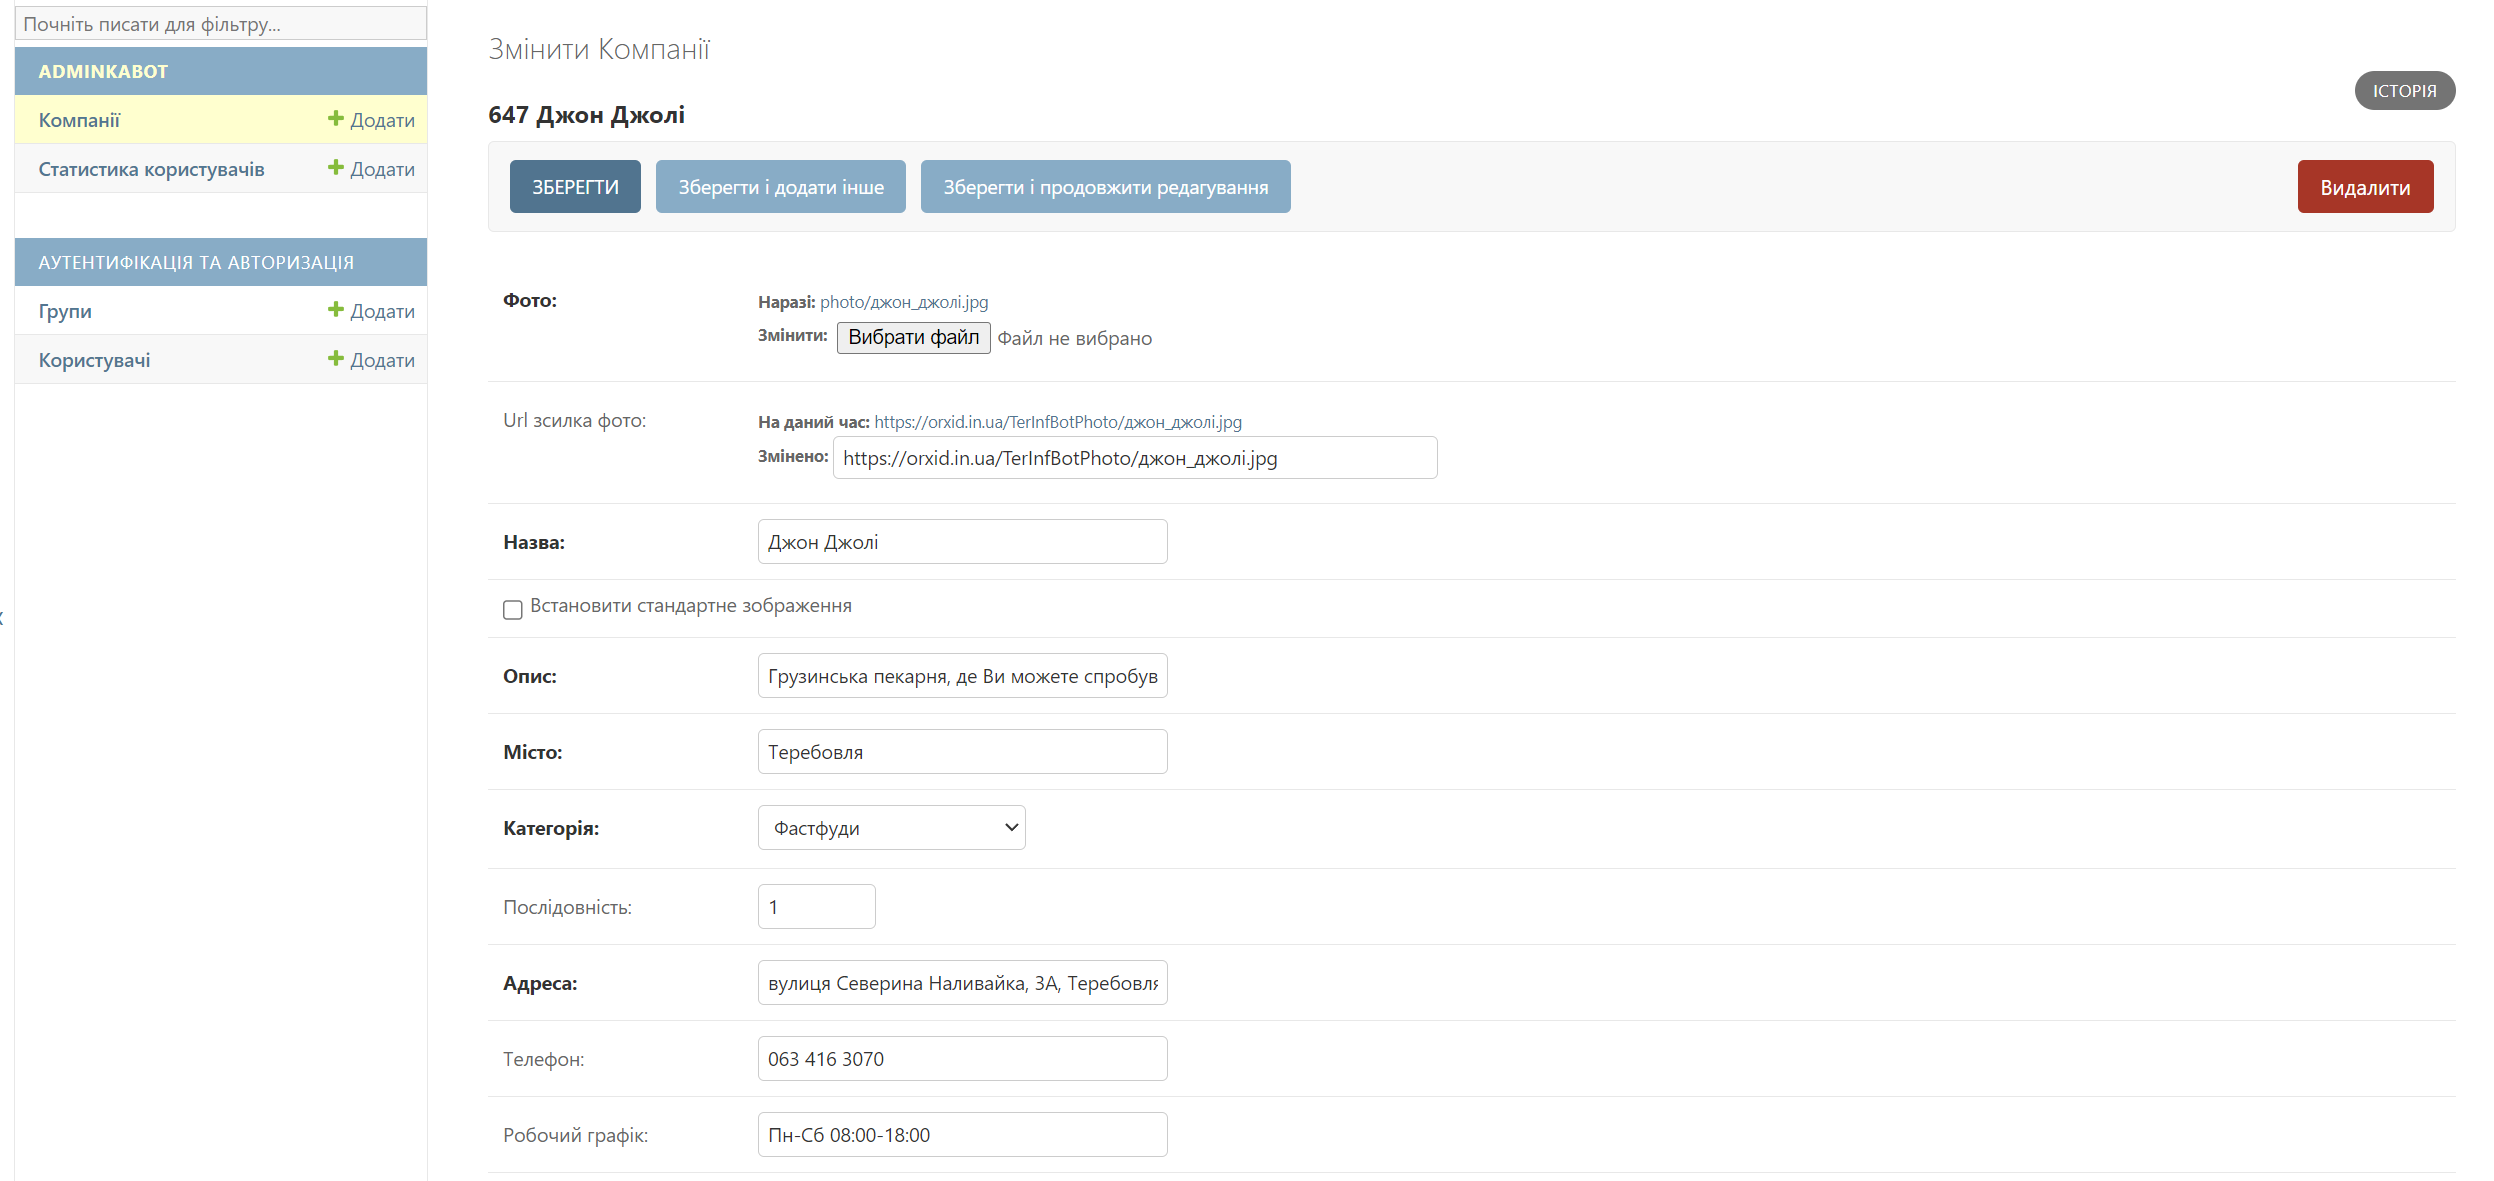 Почніть писати для фільтру...
ADMINKABOT
Компанії Додати
Статистика користувачів Додати
АУТЕНТИФІКАЦІЯ ТА АВТОРИЗАЦІЯ
Групи Додати
Користувачі Додати
Змінити Компанії
ІСТОРІЯ
647 Джон Джолі
ЗБЕРЕГТИ Зберегти і додати інше Зберегти і продовжити редагування Видалити
Фото: Наразі: photo/джон_джолі.jpg
Змінити: Вибрати файл Файл не вибрано
Url зсилка фото: На даний час: https://orxid.in.ua/TerInfBotPhoto/джон_джолі.jpg
Змінено: https://orxid.in.ua/TerInfBotPhoto/джон_джолі.jpg
Назва: Джон Джолі
Встановити стандартне зображення
Опис: Грузинська пекарня, де Ви можете спробув
Місто: Теребовля
Категорія: Фастфуди
Послідовність: 1
Адреса: вулиця Северина Наливайка, 3А, Теребовля
Телефон: 063 416 3070
Робочий графік: Пн-Сб 08:00-18:00